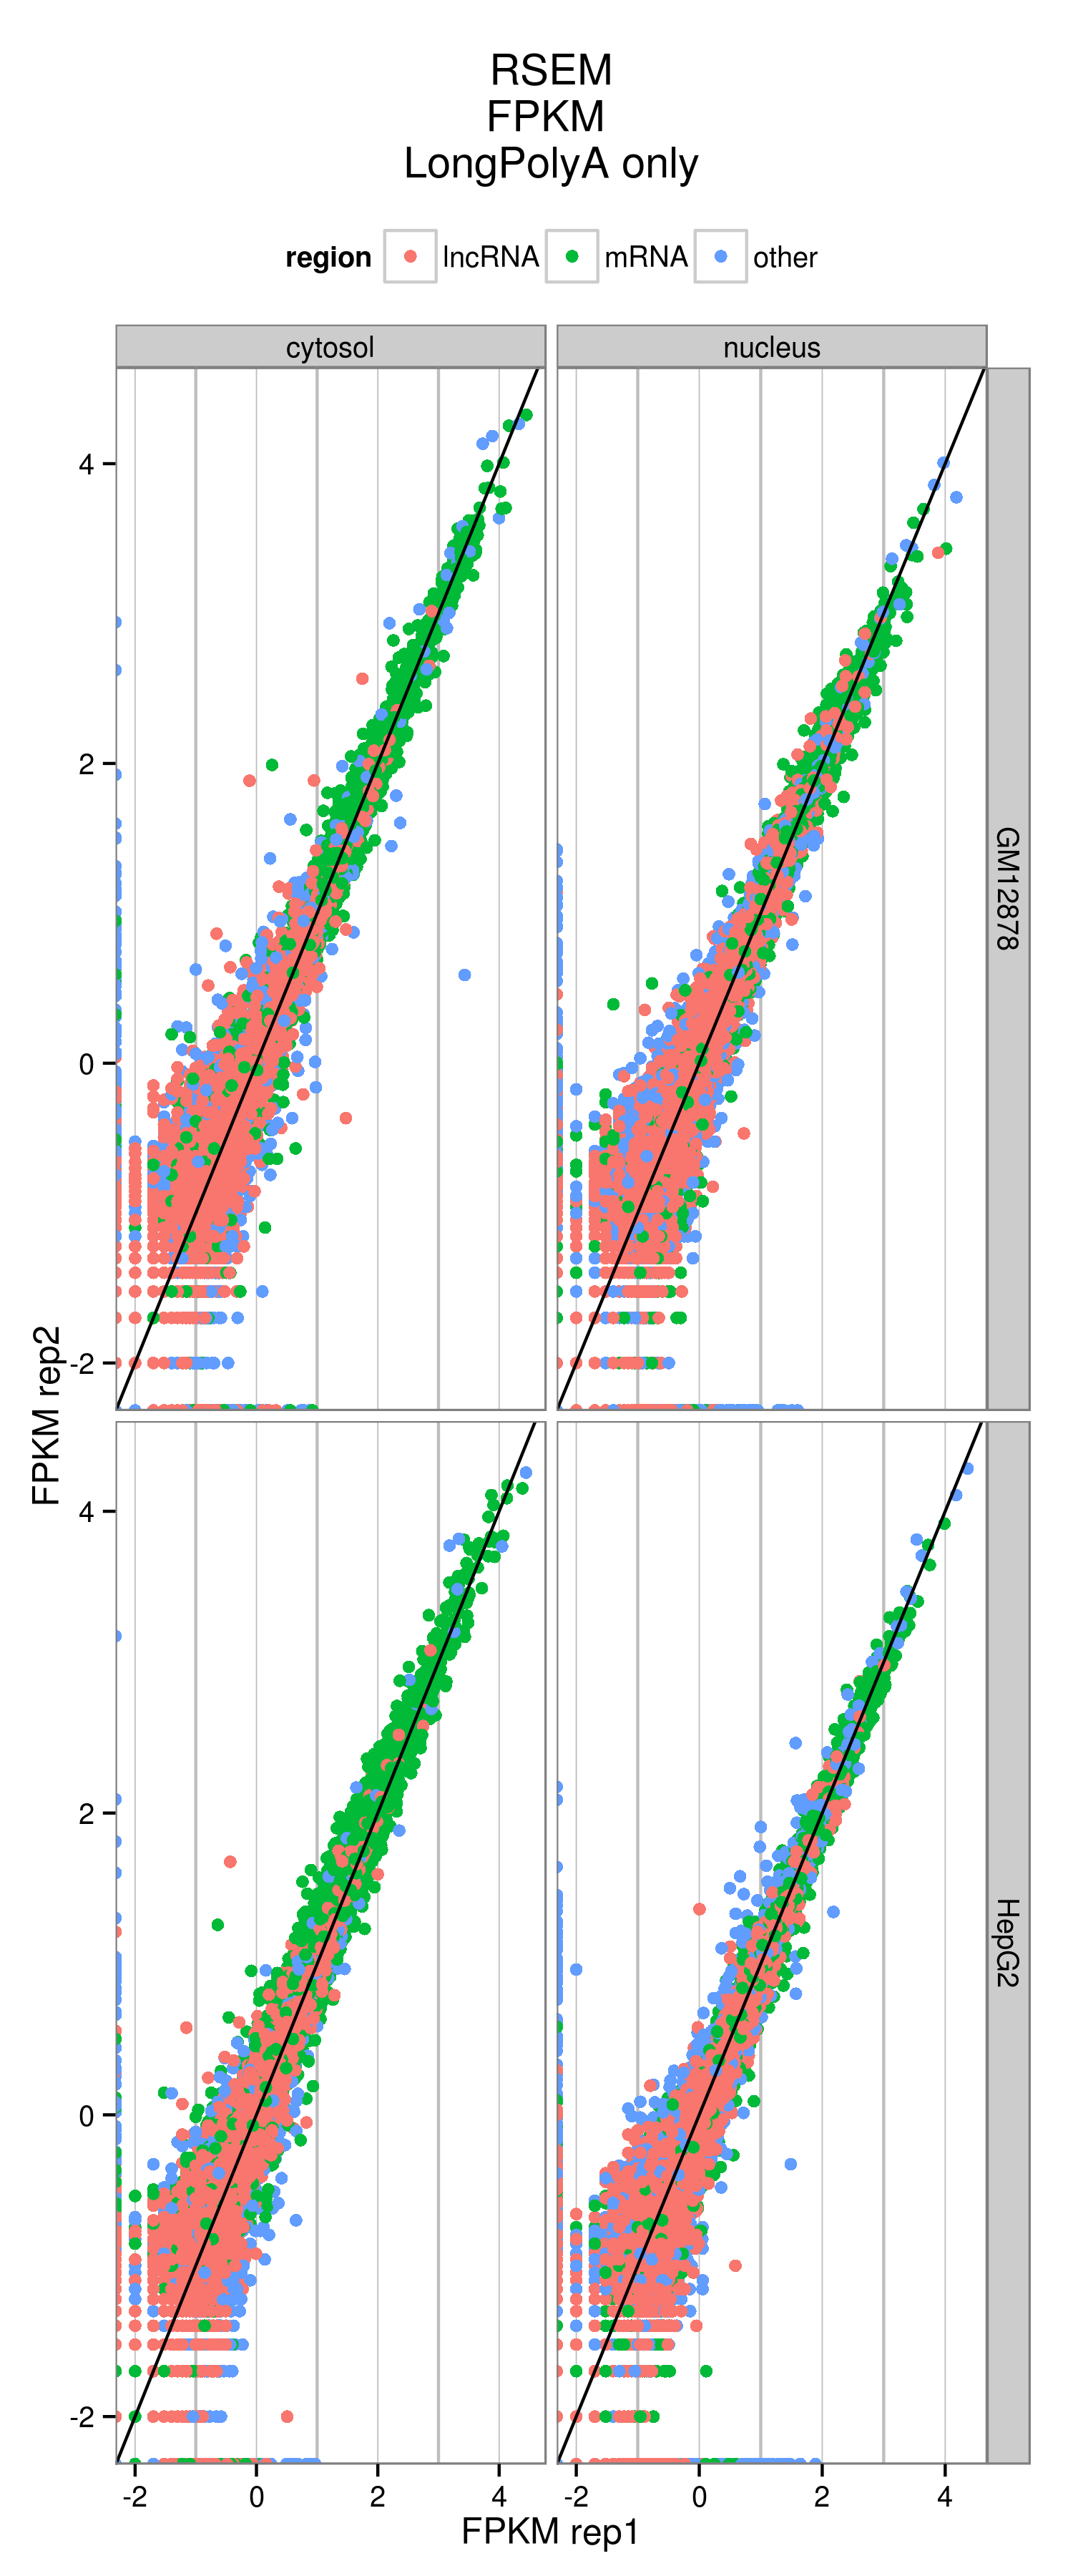 RSEM
FPKM
LongPolyA only
region lncRNA mRNA other
cytosol nucleus
GM12878
4
2
0
-2
FPKM rep2
HepG2
4
2
0
-2
-2 0 2 4 -2 0 2 4
FPKM rep1